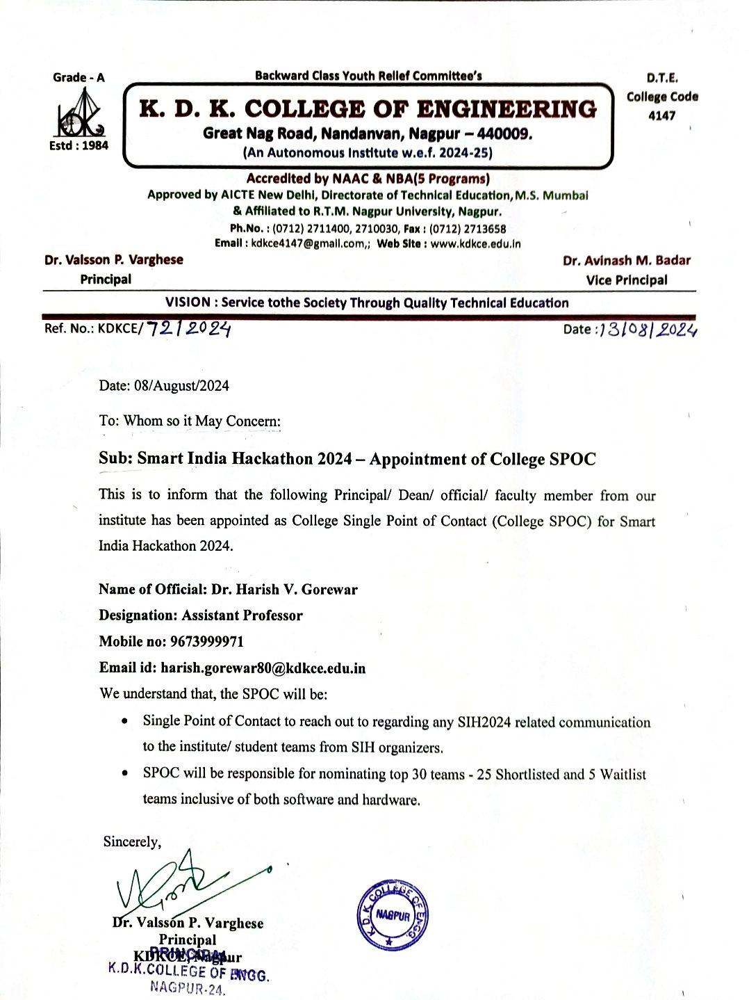 Grade - A
Estd : 1984
Backward Class Youth Relief Committee's
K. D. K. COLLEGE OF ENGINEERING
Great Nag Road, Nandanvan, Nagpur – 440009.
(An Autonomous Institute w.e.f. 2024-25)
D.T.E.
College Code
4147
Accredited by NAAC & NBA(5 Programs)
Approved by AICTE New Delhi, Directorate of Technical Education, M.S. Mumbai
& Affiliated to R.T.M. Nagpur University, Nagpur.
Ph.No. : (0712) 2711400, 2710030, Fax : (0712) 2713658
Email : kdkce4147@gmail.com,; Web Site : www.kdkce.edu.in
Dr. Valsson P. Varghese
Principal
Dr. Avinash M. Badar
Vice Principal
VISION : Service tothe Society Through Quality Technical Education
Ref. No.: KDKCE/72/2024
Date :13/08/2024
Date: 08/August/2024
To: Whom so it May Concern:
Sub: Smart India Hackathon 2024 – Appointment of College SPOC
This is to inform that the following Principal/ Dean/ official/ faculty member from our
institute has been appointed as College Single Point of Contact (College SPOC) for Smart
India Hackathon 2024.
Name of Official: Dr. Harish V. Gorewar
Designation: Assistant Professor
Mobile no: 9673999971
Email id: harish.gorewar80@kdkce.edu.in
We understand that, the SPOC will be:
• Single Point of Contact to reach out to regarding any SIH2024 related communication
to the institute/ student teams from SIH organizers.
• SPOC will be responsible for nominating top 30 teams - 25 Shortlisted and 5 Waitlist
teams inclusive of both software and hardware.
Sincerely,
Dr. Valsson P. Varghese
Principal
KDKCE, Nagpur
PRINCIPAL
K.D.K.COLLEGE OF ENGG.
NAGPUR-24.
K. D. K. COLLEGE OF ENGG.
NAGPUR